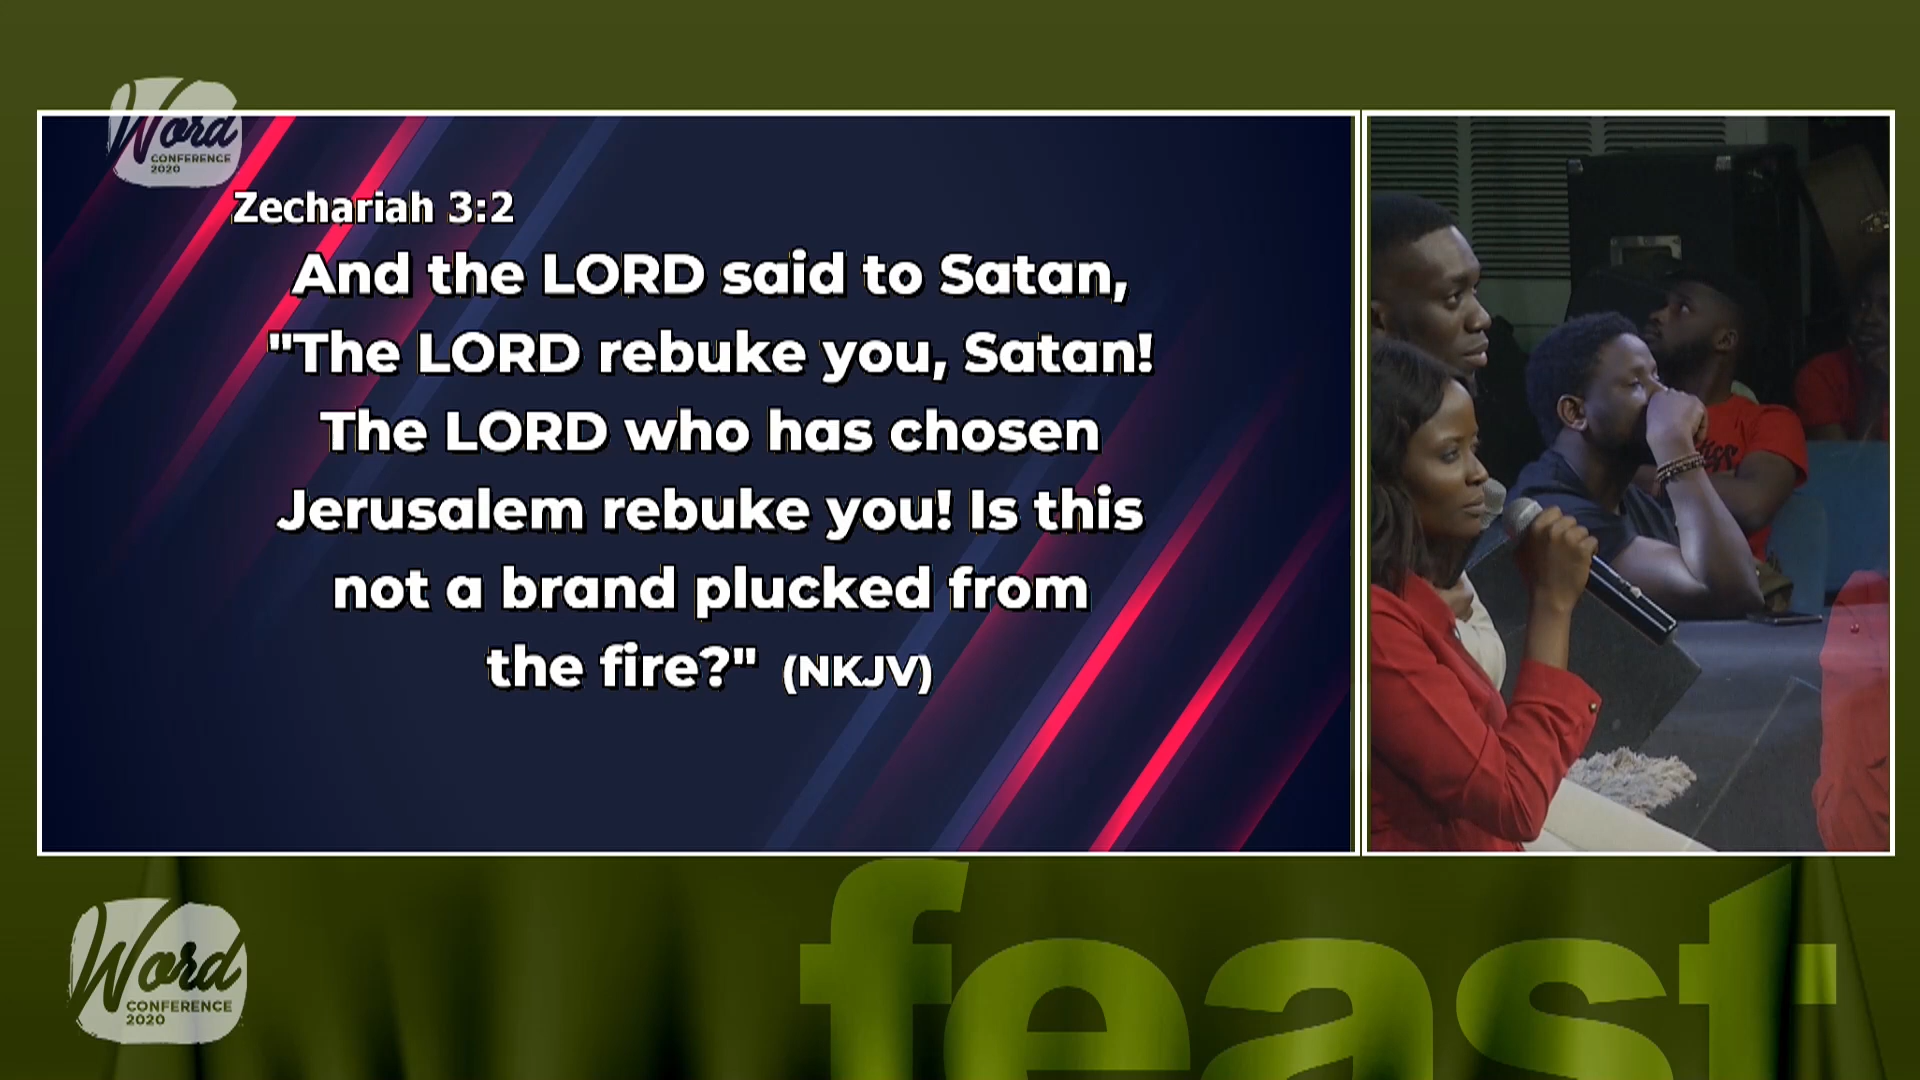 Word
CONFERENCE
2020
Zechariah 3:2
And the LORD said to Satan,
"The LORD rebuke you, Satan!
The LORD who has chosen
Jerusalem rebuke you! Is this
not a brand plucked from
the fire?" (NKJV)
feast
Word
CONFERENCE
2020